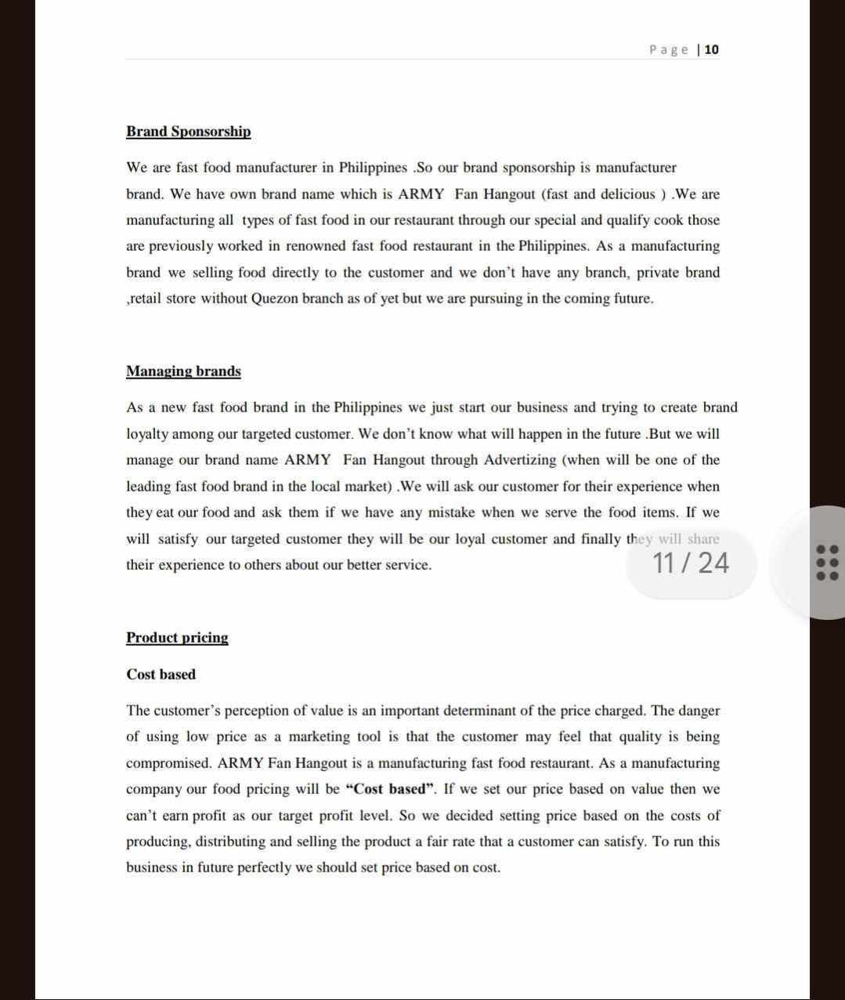 Page | 10
Brand Sponsorship
We are fast food manufacturer in Philippines .So our brand sponsorship is manufacturer
brand. We have own brand name which is ARMY Fan Hangout (fast and delicious ) .We are
manufacturing all types of fast food in our restaurant through our special and qualify cook those
are previously worked in renowned fast food restaurant in the Philippines. As a manufacturing
brand we selling food directly to the customer and we don’t have any branch, private brand
,retail store without Quezon branch as of yet but we are pursuing in the coming future.
Managing brands
As a new fast food brand in the Philippines we just start our business and trying to create brand
loyalty among our targeted customer. We don’t know what will happen in the future .But we will
manage our brand name ARMY Fan Hangout through Advertizing (when will be one of the
leading fast food brand in the local market) .We will ask our customer for their experience when
they eat our food and ask them if we have any mistake when we serve the food items. If we
will satisfy our targeted customer they will be our loyal customer and finally they will share
their experience to others about our better service.
11 / 24
Product pricing
Cost based
The customer’s perception of value is an important determinant of the price charged. The danger
of using low price as a marketing tool is that the customer may feel that quality is being
compromised. ARMY Fan Hangout is a manufacturing fast food restaurant. As a manufacturing
company our food pricing will be “Cost based”. If we set our price based on value then we
can’t earn profit as our target profit level. So we decided setting price based on the costs of
producing, distributing and selling the product a fair rate that a customer can satisfy. To run this
business in future perfectly we should set price based on cost.